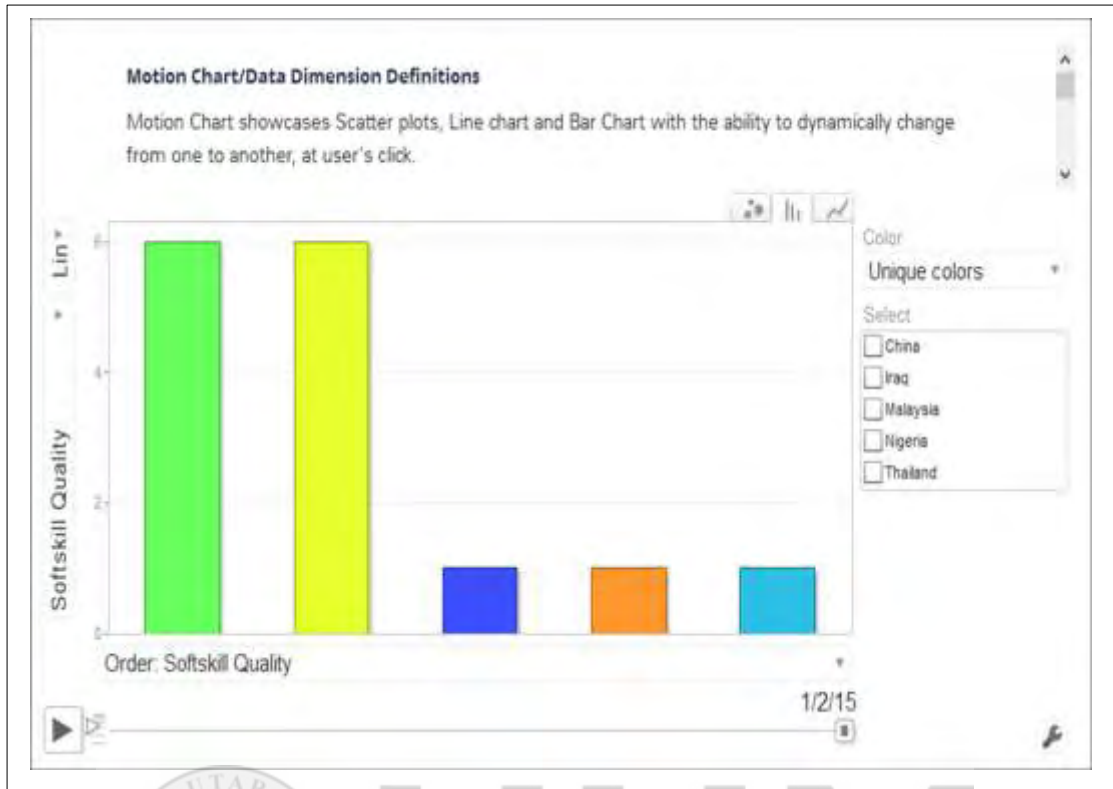 Motion Chart/Data Dimension Definitions
Motion Chart showcases Scatter plots, Line chart and Bar Chart with the ability to dynamically change
from one to another, at user's click.
Lin
Color
Unique colors
Select
China
Iraq
Malaysia
Nigeria
Thailand
Softskill Quality
6
4
2
0
Order: Softskill Quality
1/2/15
UTAR